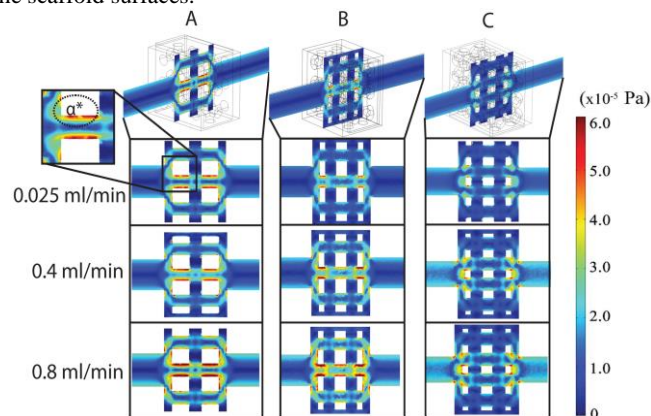 scaffold surfaces.
A B C
(x10⁻⁵ Pa)
6.0
a*
5.0
0.025 ml/min
4.0
0.4 ml/min
3.0
2.0
0.8 ml/min
1.0
0